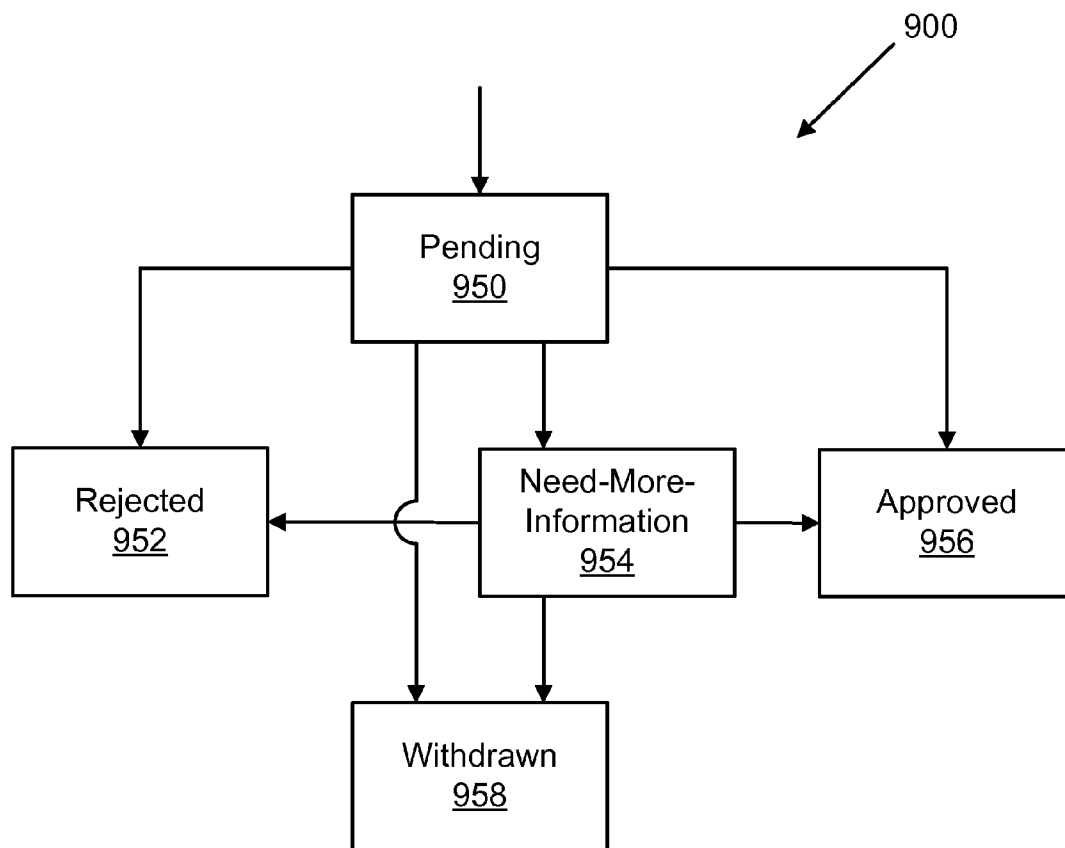 900
Pending
950
Rejected
952
Need-More-
Information
954
Approved
956
Withdrawn
958